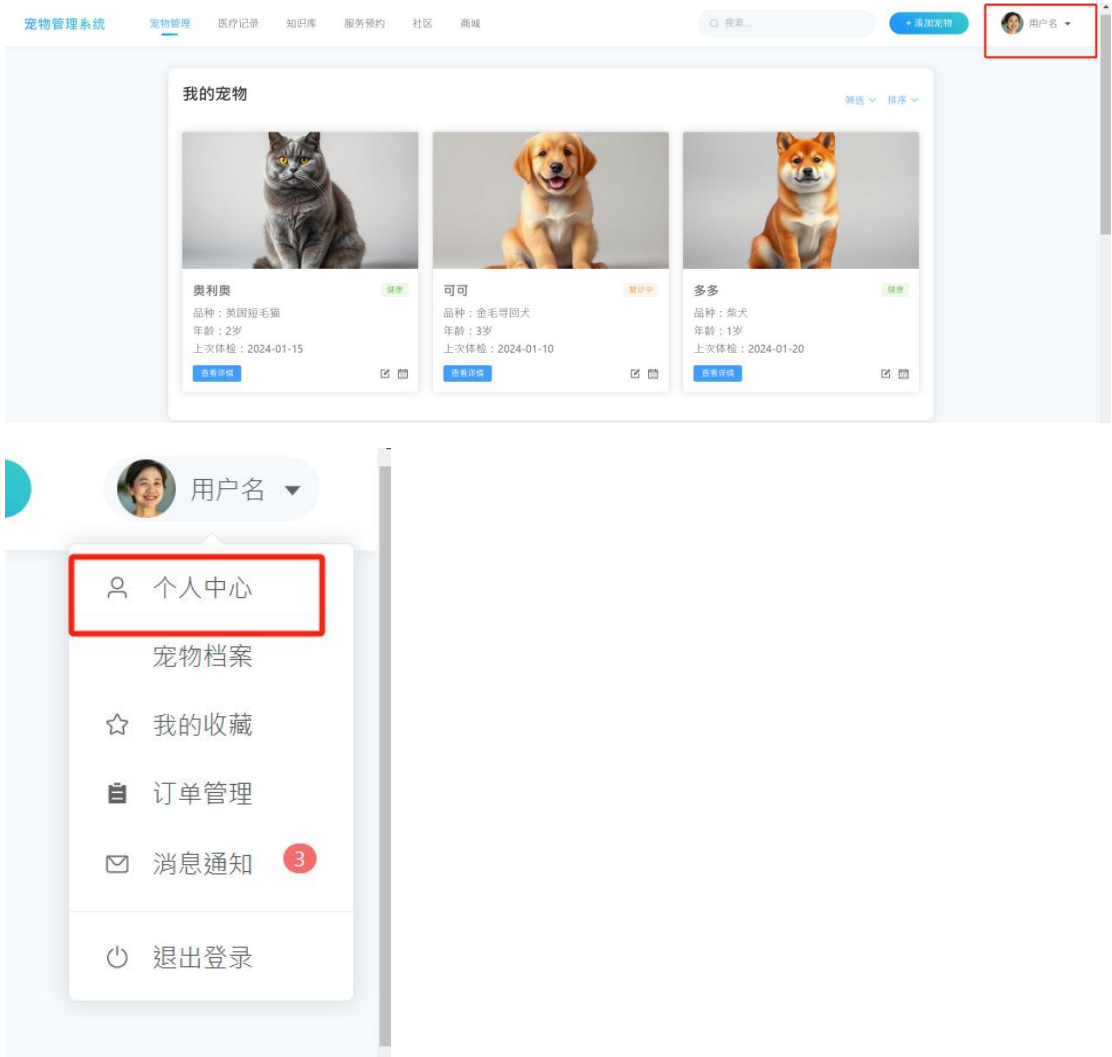 宠物管理系统 宠物管理 医疗记录 知识库 服务预约 社区 商城 搜索... + 添加宠物 用户名
我的宠物 筛选 排序
奥利奥 健康 可可 复诊中 多多 健康
品种：英国短毛猫 品种：金毛寻回犬 品种：柴犬
年龄：2岁 年龄：3岁 年龄：1岁
上次体检：2024-01-15 上次体检：2024-01-10 上次体检：2024-01-20
查看详情 查看详情 查看详情
用户名
个人中心
宠物档案
我的收藏
订单管理
消息通知 3
退出登录